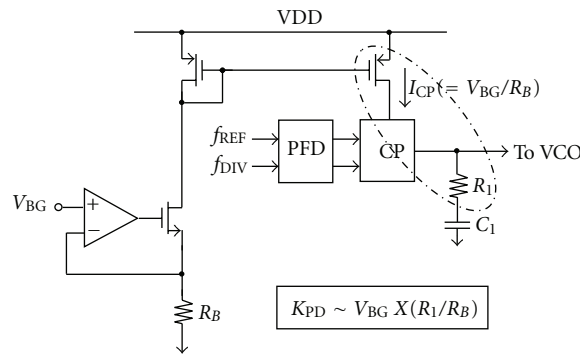 VDD
I_CP(= V_BG/R_B)
f_REF
f_DIV
PFD
CP
To VCO
R_1
C_1
V_BG
+
−
R_B
K_PD ~ V_BG X(R_1/R_B)